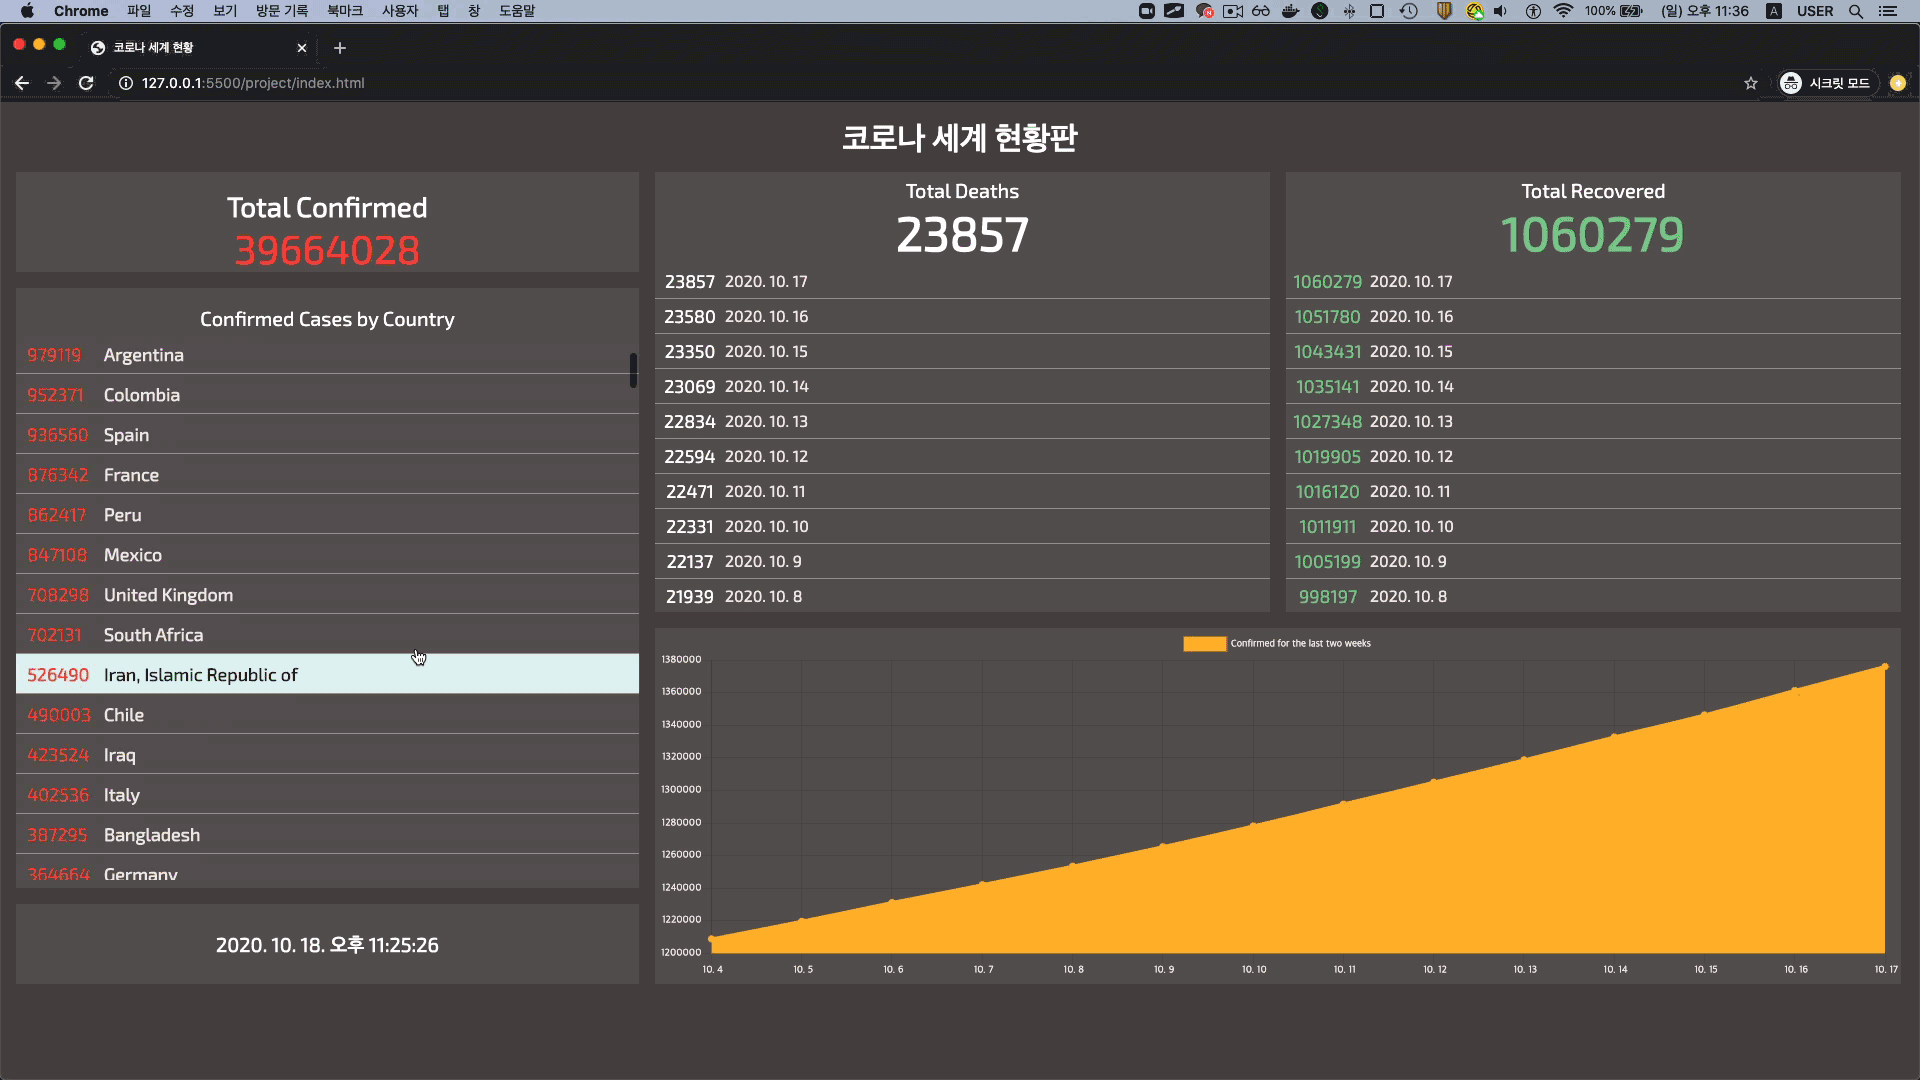 Chrome 파일 수정 보기 방문 기록 북마크 사용자 탭 창 도움말 100% (일) 오후 11:36 A USER
코로나 세계 현황
127.0.0.1:5500/project/index.html 시크릿 모드
코로나 세계 현황판
Total Confirmed
39664028
Confirmed Cases by Country
979119 Argentina
952371 Colombia
936560 Spain
876342 France
862417 Peru
847108 Mexico
708298 United Kingdom
702131 South Africa
526490 Iran, Islamic Republic of
490003 Chile
423524 Iraq
402536 Italy
387295 Bangladesh
364664 Germany
2020. 10. 18. 오후 11:25:26
Total Deaths
23857
23857 2020. 10. 17
23580 2020. 10. 16
23350 2020. 10. 15
23069 2020. 10. 14
22834 2020. 10. 13
22594 2020. 10. 12
22471 2020. 10. 11
22331 2020. 10. 10
22137 2020. 10. 9
21939 2020. 10. 8
Total Recovered
1060279
1060279 2020. 10. 17
1051780 2020. 10. 16
1043431 2020. 10. 15
1035141 2020. 10. 14
1027348 2020. 10. 13
1019905 2020. 10. 12
1016120 2020. 10. 11
1011911 2020. 10. 10
1005199 2020. 10. 9
998197 2020. 10. 8
Confirmed for the last two weeks
1380000
1360000
1340000
1320000
1300000
1280000
1260000
1240000
1220000
1200000
10. 4 10. 5 10. 6 10. 7 10. 8 10. 9 10. 10 10. 11 10. 12 10. 13 10. 14 10. 15 10. 16 10. 17